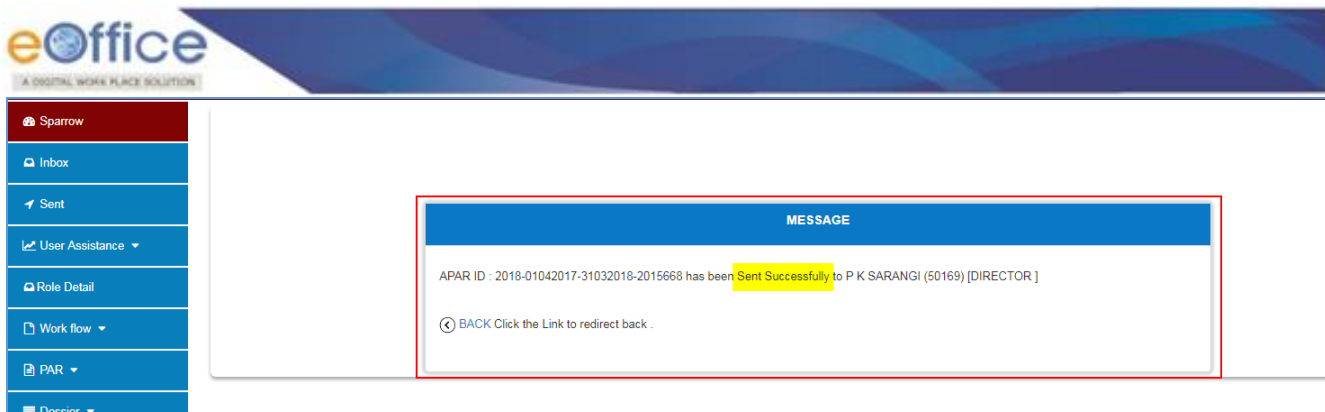 eOffice
A DIGITAL WORK PLACE SOLUTION
Sparrow
Inbox
Sent
User Assistance
Role Detail
Work flow
PAR
Dossier
MESSAGE
APAR ID : 2018-01042017-31032018-2015668 has been Sent Successfully to P K SARANGI (50169) [DIRECTOR ]
BACK Click the Link to redirect back .